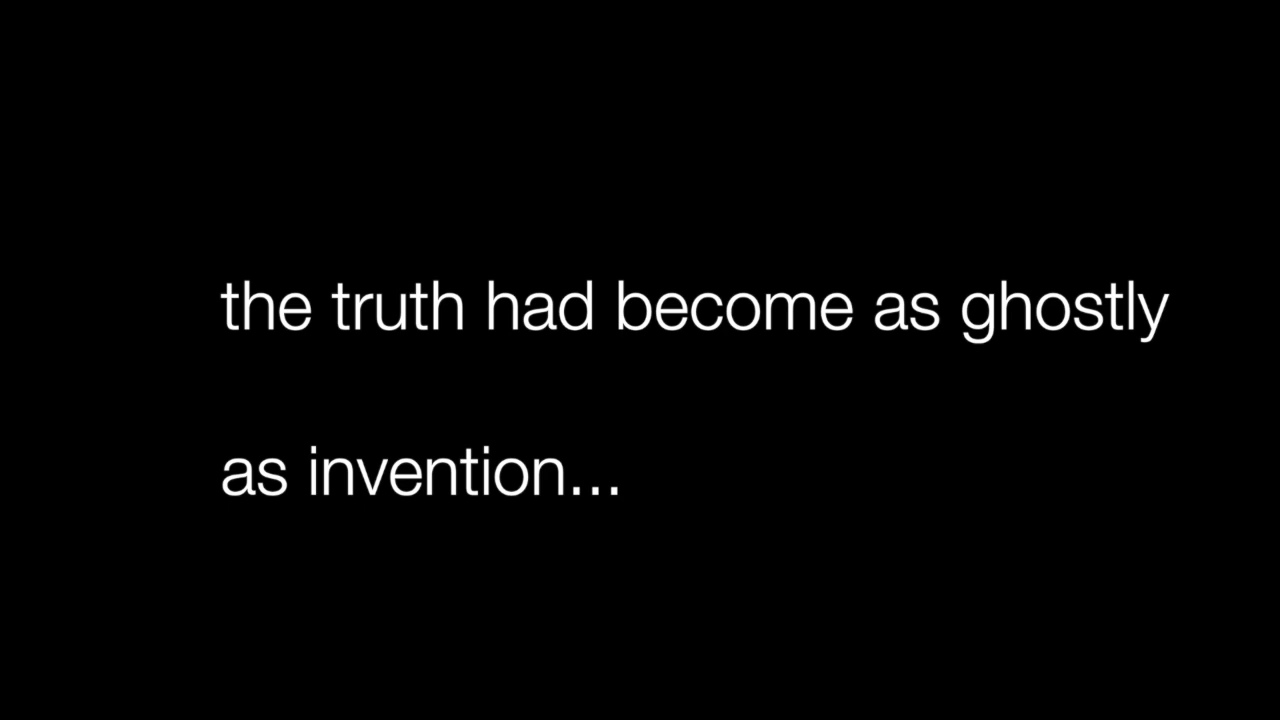 the truth had become as ghostly
as invention...